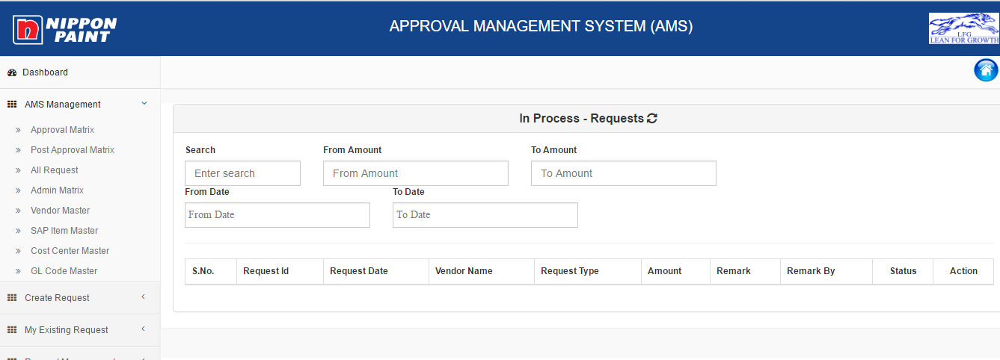 NIPPON
PAINT
APPROVAL MANAGEMENT SYSTEM (AMS)
LFG
LEAN FOR GROWTH
Dashboard
AMS Management
Approval Matrix
Post Approval Matrix
All Request
Admin Matrix
Vendor Master
SAP Item Master
Cost Center Master
GL Code Master
Create Request
My Existing Request
In Process - Requests
Search From Amount To Amount
Enter search From Amount To Amount
From Date To Date
From Date To Date
S.No. Request Id Request Date Vendor Name Request Type Amount Remark Remark By Status Action